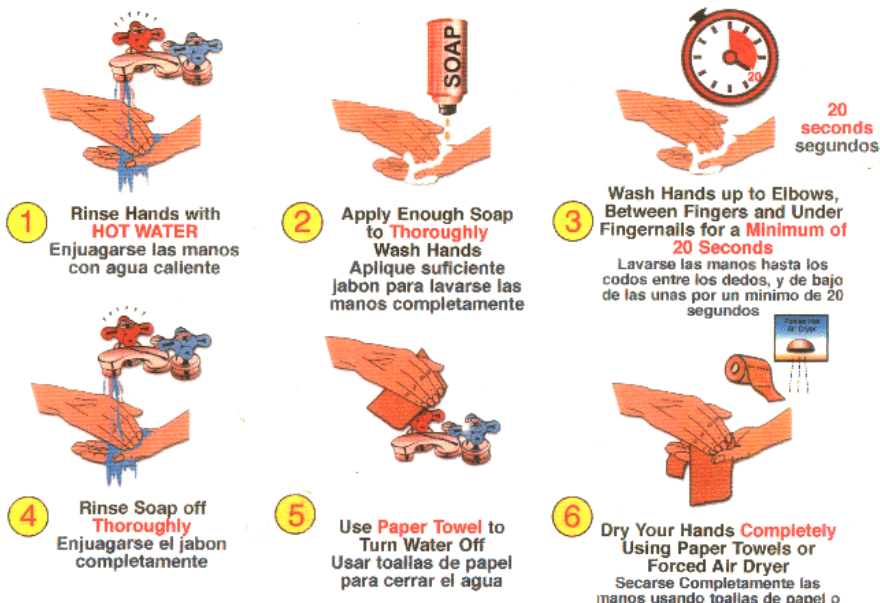 SOAP
20
20
seconds
segundos
1
Rinse Hands with
HOT WATER
Enjuagarse las manos
con agua caliente
2
Apply Enough Soap
to Thoroughly
Wash Hands
Aplique suficiente
jabon para lavarse las
manos completamente
3
Wash Hands up to Elbows,
Between Fingers and Under
Fingernails for a Minimum of
20 Seconds
Lavarse las manos hasta los
codos entre los dedos, y de bajo
de las unas por un minimo de 20
segundos
4
Rinse Soap off
Thoroughly
Enjuagarse el jabon
completamente
5
Use Paper Towel to
Turn Water Off
Usar toallas de papel
para cerrar el agua
Forced Hot
Air Dryer
6
Dry Your Hands Completely
Using Paper Towels or
Forced Air Dryer
Secarse Completamente las
manos usando toallas de papel o